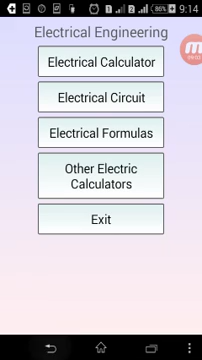 86% 9:14
Electrical Engineering
Electrical Calculator
Electrical Circuit
Electrical Formulas
Other Electric
Calculators
Exit